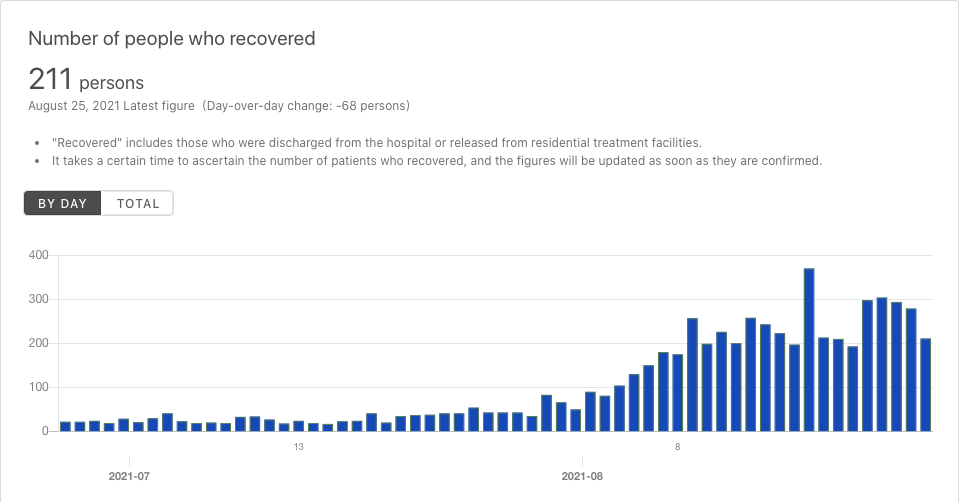 Number of people who recovered
211 persons
August 25, 2021 Latest figure (Day-over-day change: -68 persons)
• "Recovered" includes those who were discharged from the hospital or released from residential treatment facilities.
• It takes a certain time to ascertain the number of patients who recovered, and the figures will be updated as soon as they are confirmed.
BY DAY TOTAL
400
300
200
100
0
13 8
2021-07 2021-08